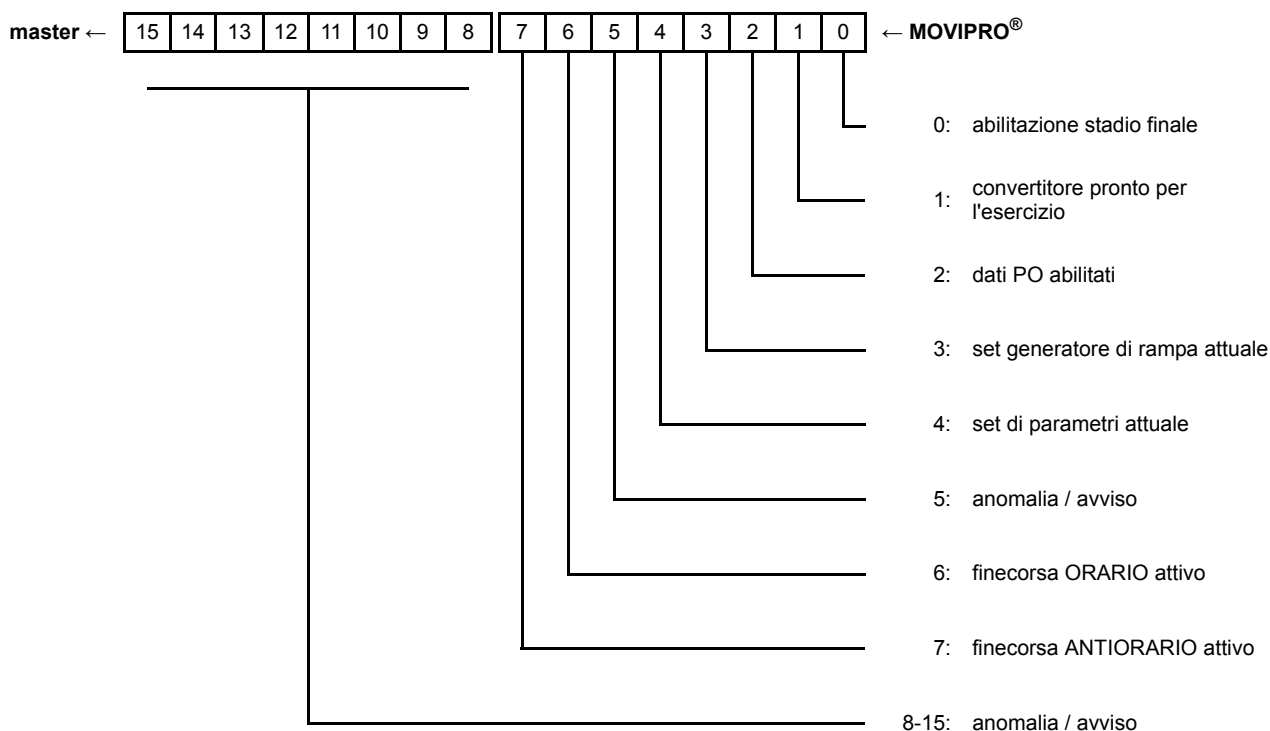 master ← 15 14 13 12 11 10 9 8 7 6 5 4 3 2 1 0 ← MOVIPRO®
0: abilitazione stadio finale
1: convertitore pronto per
l'esercizio
2: dati PO abilitati
3: set generatore di rampa attuale
4: set di parametri attuale
5: anomalia / avviso
6: finecorsa ORARIO attivo
7: finecorsa ANTIORARIO attivo
8-15: anomalia / avviso